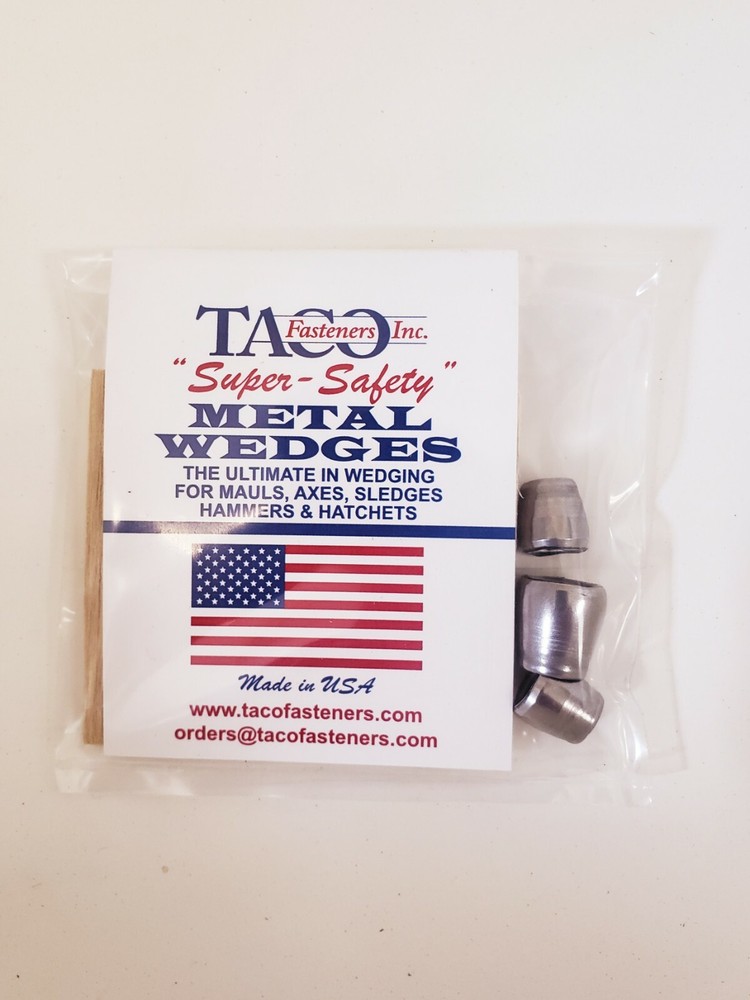 TACO Fasteners Inc.
"Super-Safety"
METAL
WEDGES
THE ULTIMATE IN WEDGING
FOR MAULS, AXES, SLEDGES
HAMMERS & HATCHETS
Made in USA
www.tacofasteners.com
orders@tacofasteners.com